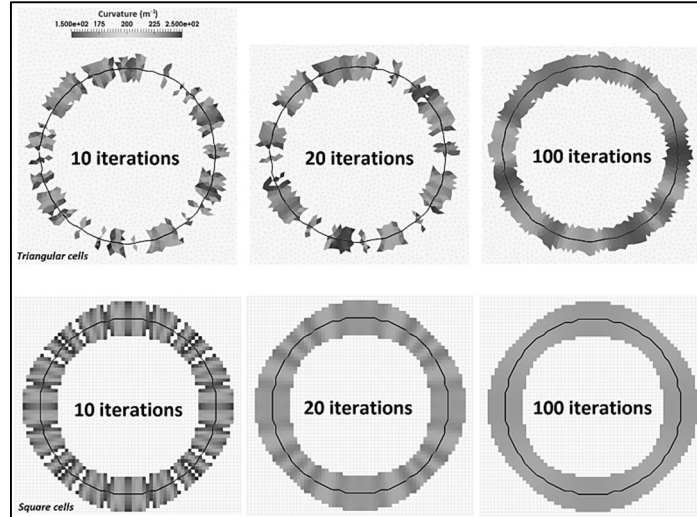 Curvature (m⁻¹)
1.500e+02 175 200 225 2.500e+02
10 iterations
20 iterations
100 iterations
Triangular cells
10 iterations
20 iterations
100 iterations
Square cells